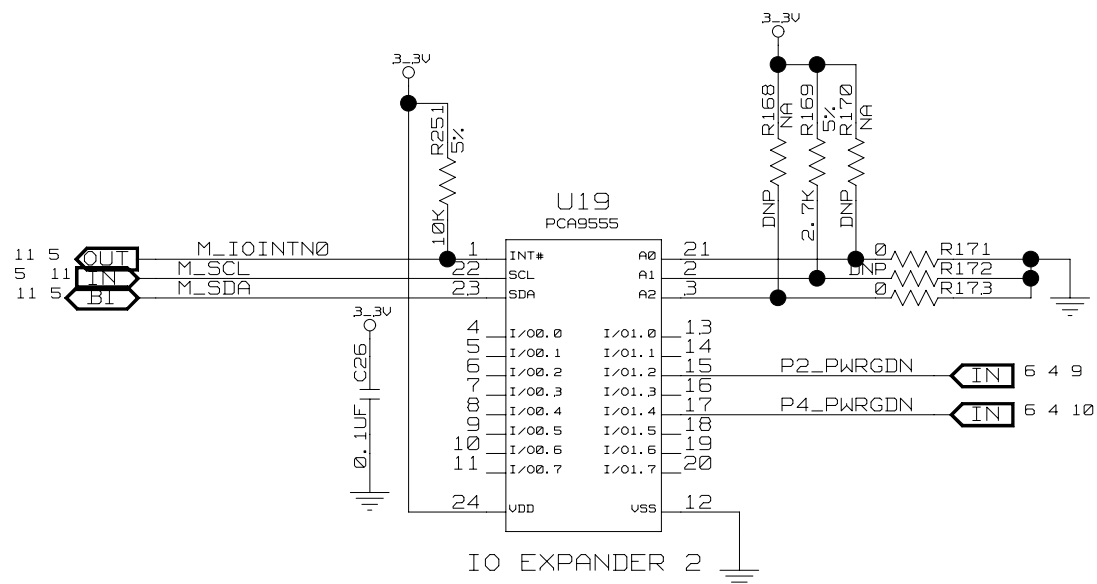 3_3V
3_3V
R168
NA
R169
5%
R170
NA
R251
5%
10K
DNP
2.7K
DNP
U19
PCA9555
11 5 OUT M_IOINTN0 1 INT# A0 21 0 R171
5 11 IN M_SCL 22 SCL A1 2 DNP R172
11 5 BI M_SDA 23 SDA A2 3 0 R173
3_3V
C26
0.1UF
4 I/O0.0 I/O1.0 13
5 I/O0.1 I/O1.1 14
6 I/O0.2 I/O1.2 15 P2_PWRGDN IN 6 4 9
7 I/O0.3 I/O1.3 16
8 I/O0.4 I/O1.4 17 P4_PWRGDN IN 6 4 10
9 I/O0.5 I/O1.5 18
10 I/O0.6 I/O1.6 19
11 I/O0.7 I/O1.7 20
24 VDD VSS 12
IO EXPANDER 2